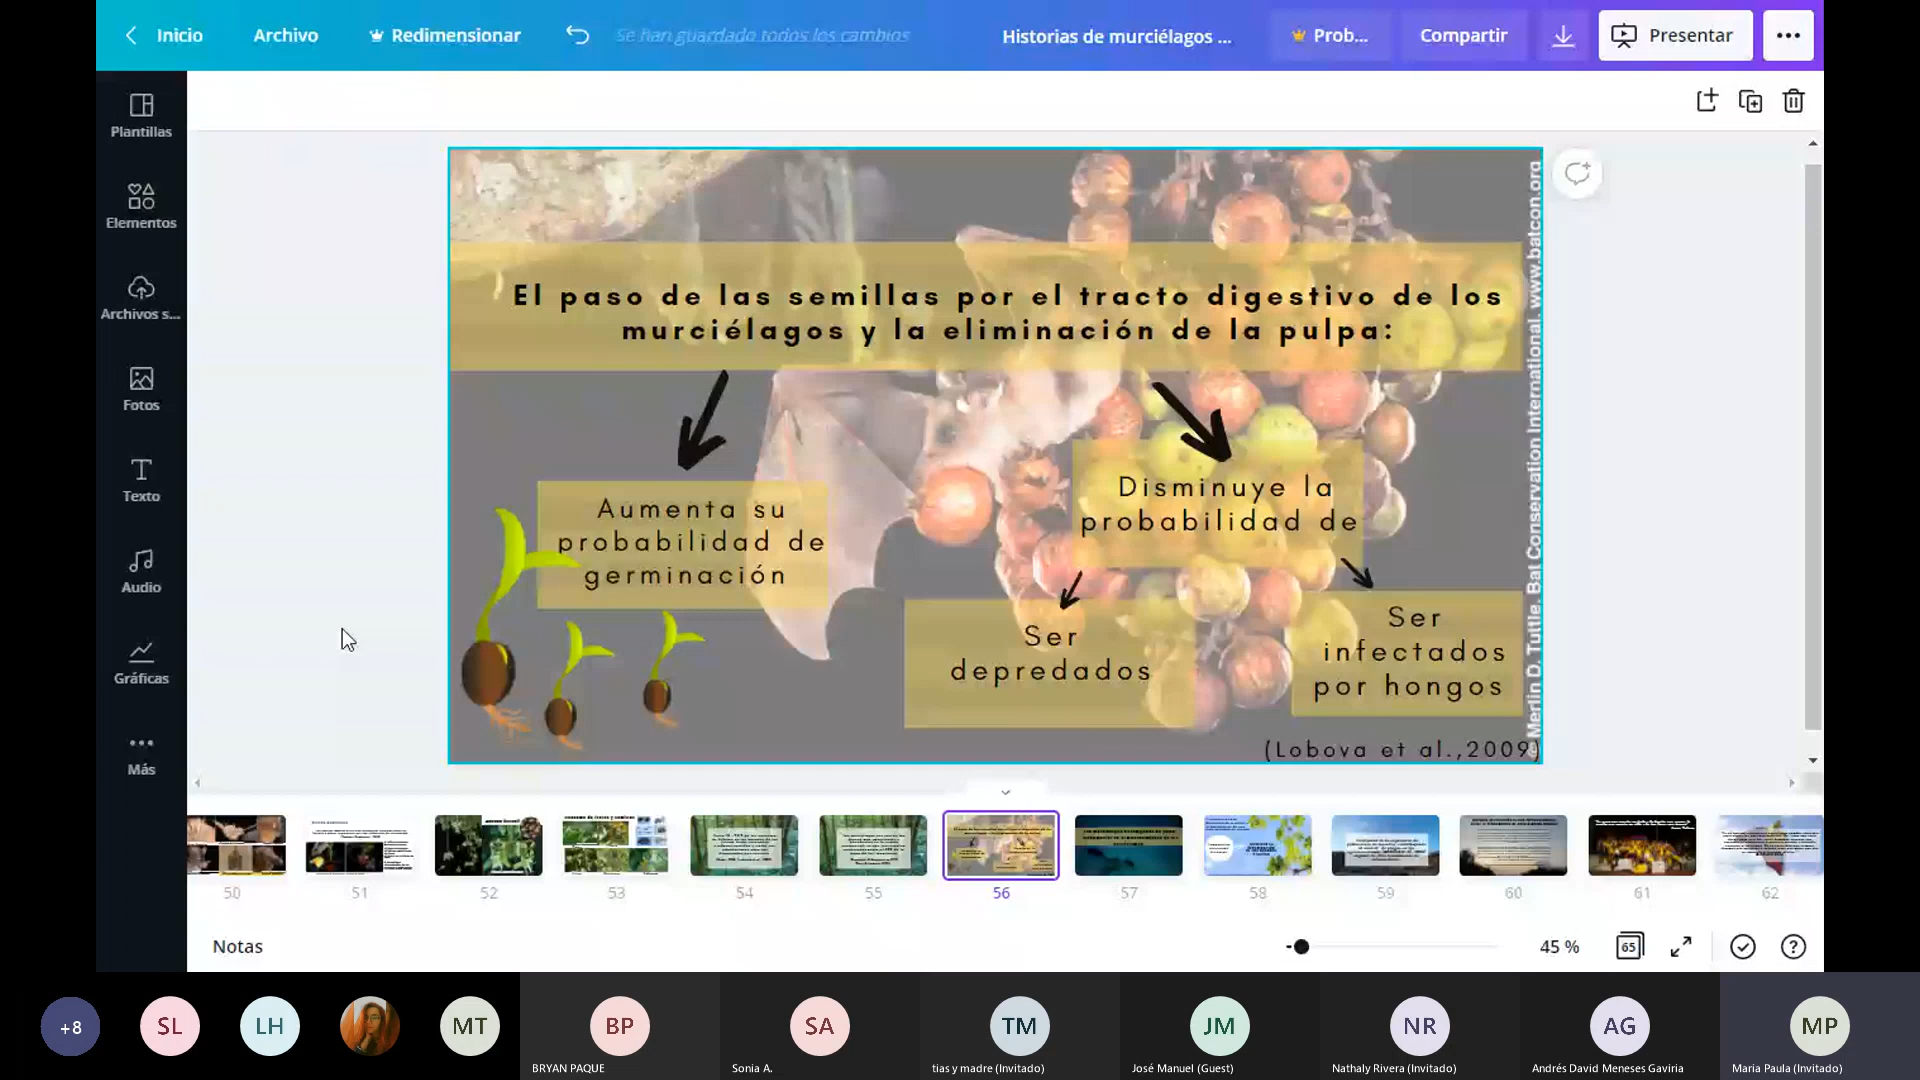 Inicio
Archivo
Redimensionar
Se han guardado todos los cambios
Historias de murciélagos ...
Prob...
Compartir
Presentar
Plantillas
Elementos
Archivos s...
Fotos
Texto
Audio
Gráficas
Más
El paso de las semillas por el tracto digestivo de los
murciélagos y la eliminación de la pulpa:
Aumenta su
probabilidad de
germinación
Disminuye la
probabilidad de
Ser
depredados
Ser
infectados
por hongos
(Lobova et al.,2009)
© Merlin D. Tuttle, Bat Conservation International, www.batcon.org
50
51
52
53
54
55
56
57
58
59
60
61
62
Notas
45 %
65
+8
SL
LH
MT
BP
BRYAN PAQUE
SA
Sonia A.
TM
tias y madre (Invitado)
JM
José Manuel (Guest)
NR
Nathaly Rivera (Invitado)
AG
Andrés David Meneses Gaviria
MP
Maria Paula (Invitado)